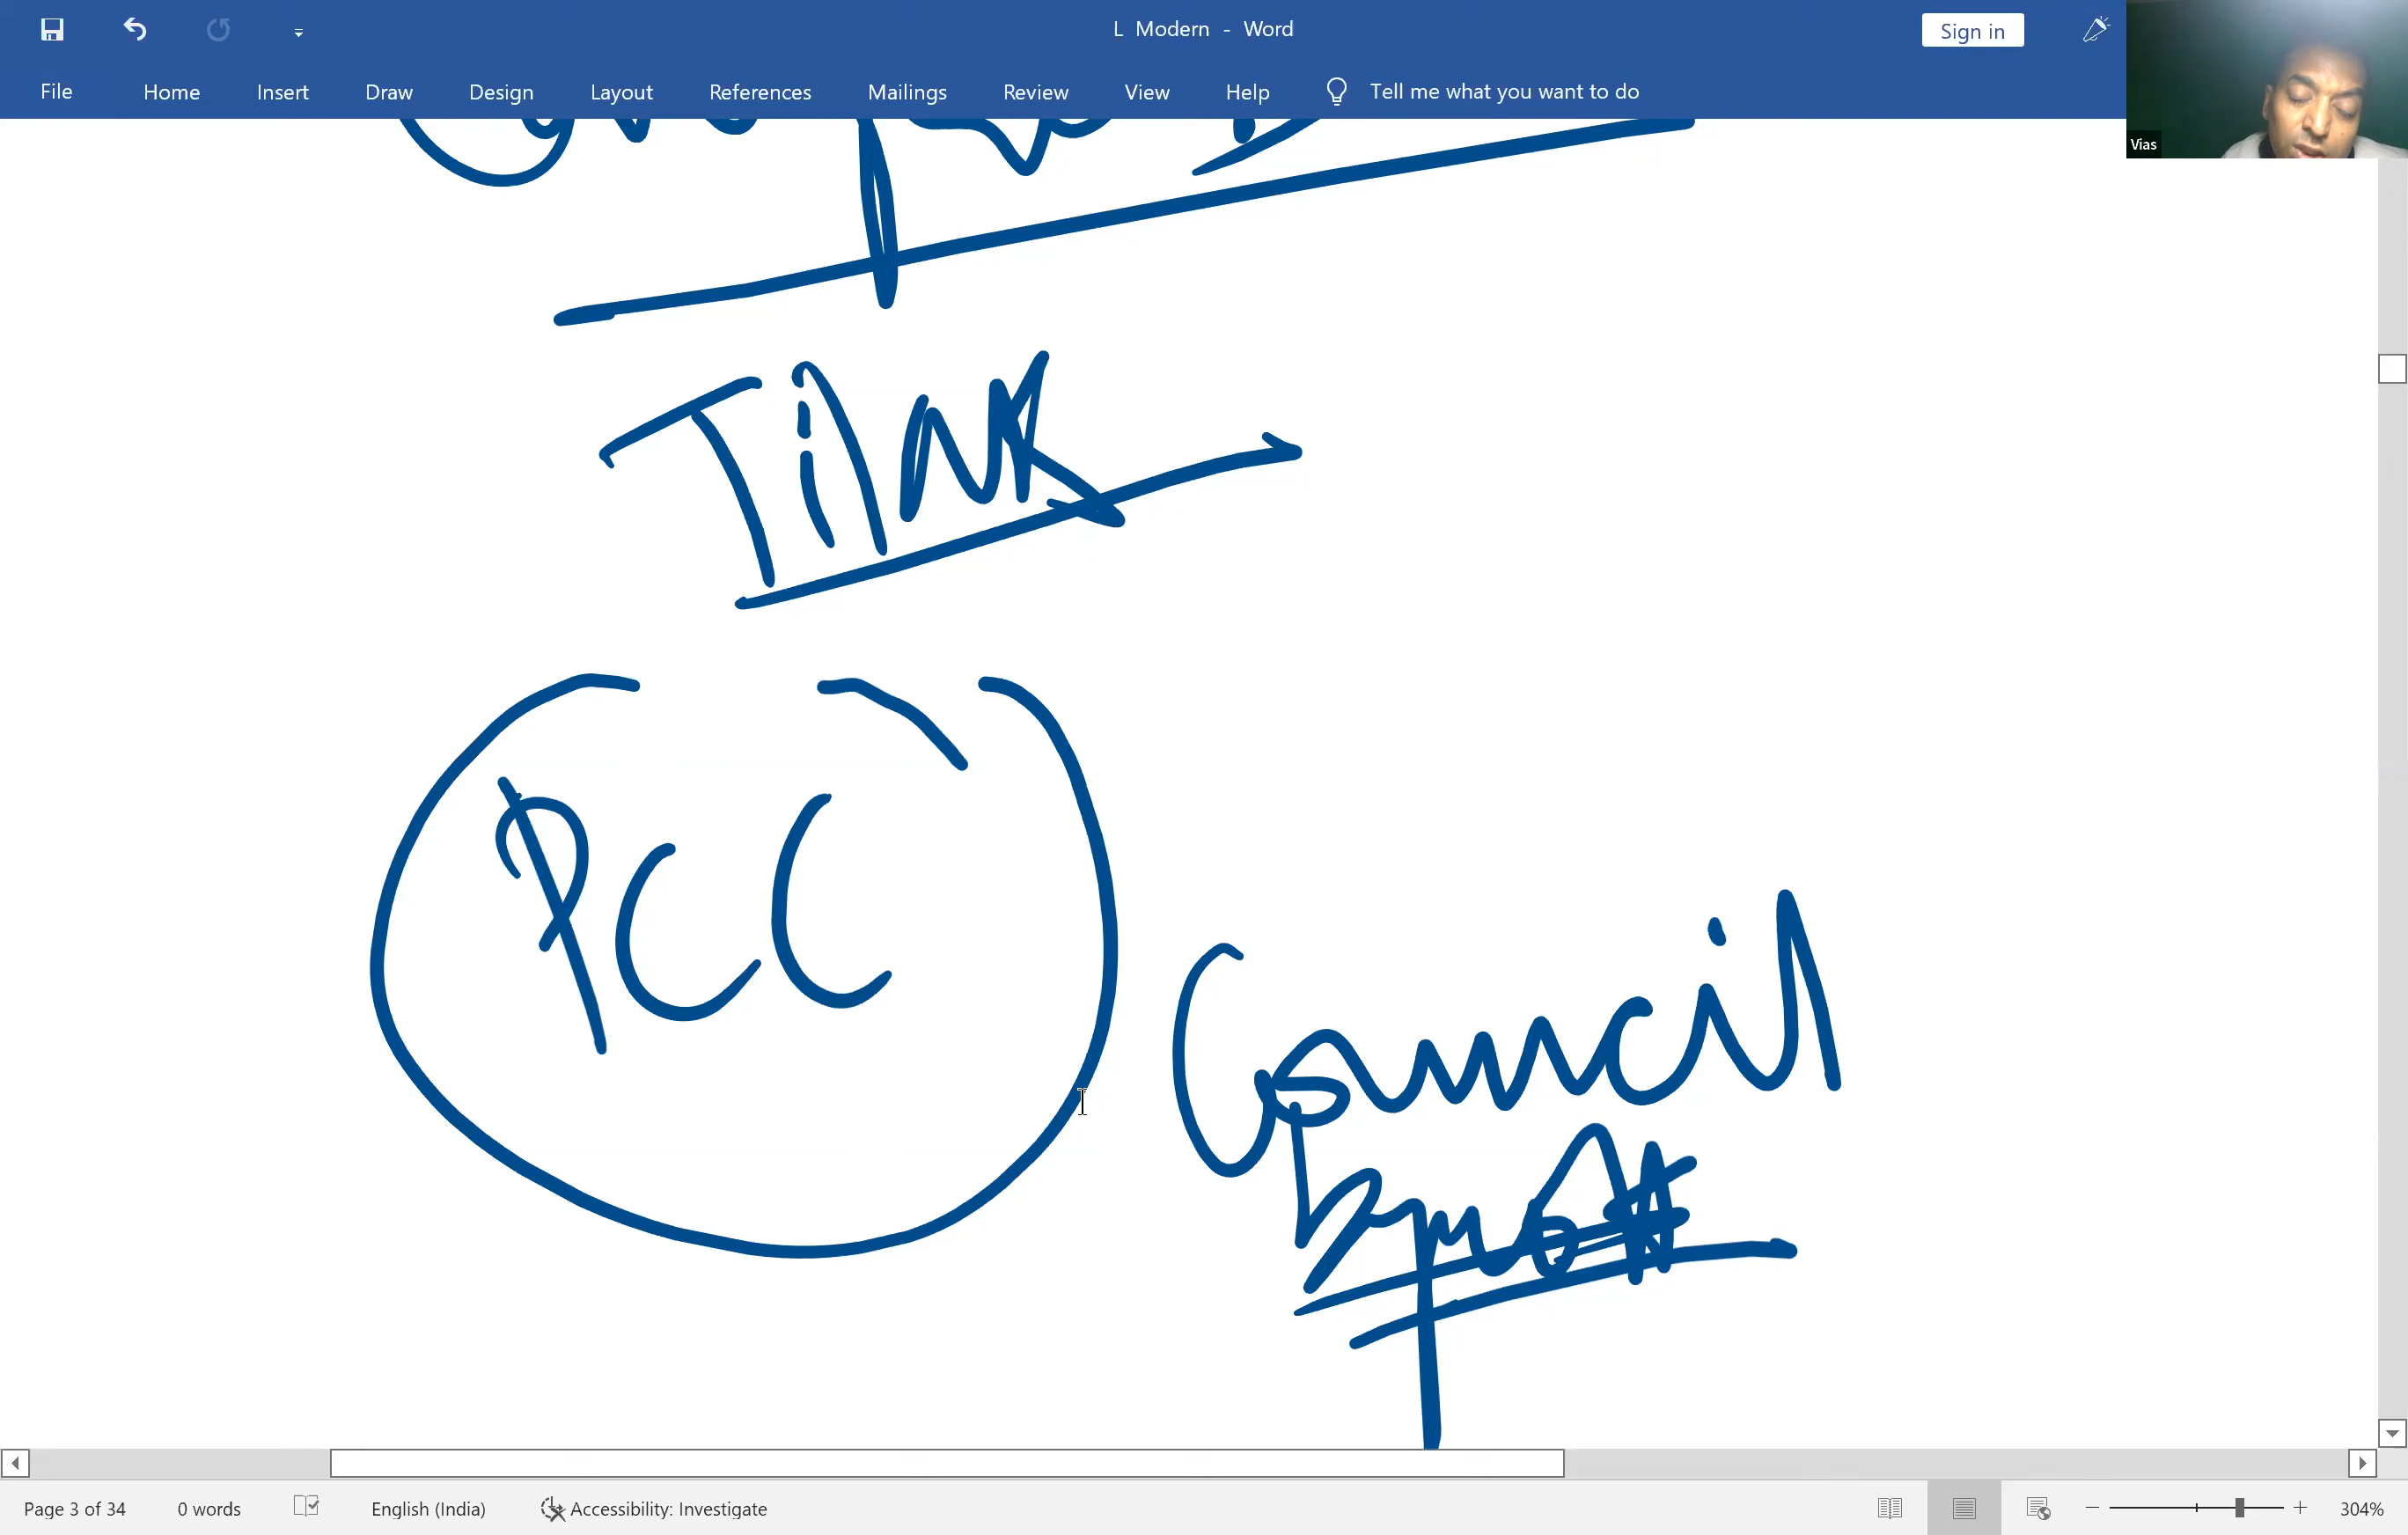 L Modern - Word
Sign in
File Home Insert Draw Design Layout References Mailings Review View Help Tell me what you want to do
Vias
Tilak
PCC
Council
Page 3 of 34 0 words English (India) Accessibility: Investigate 304%